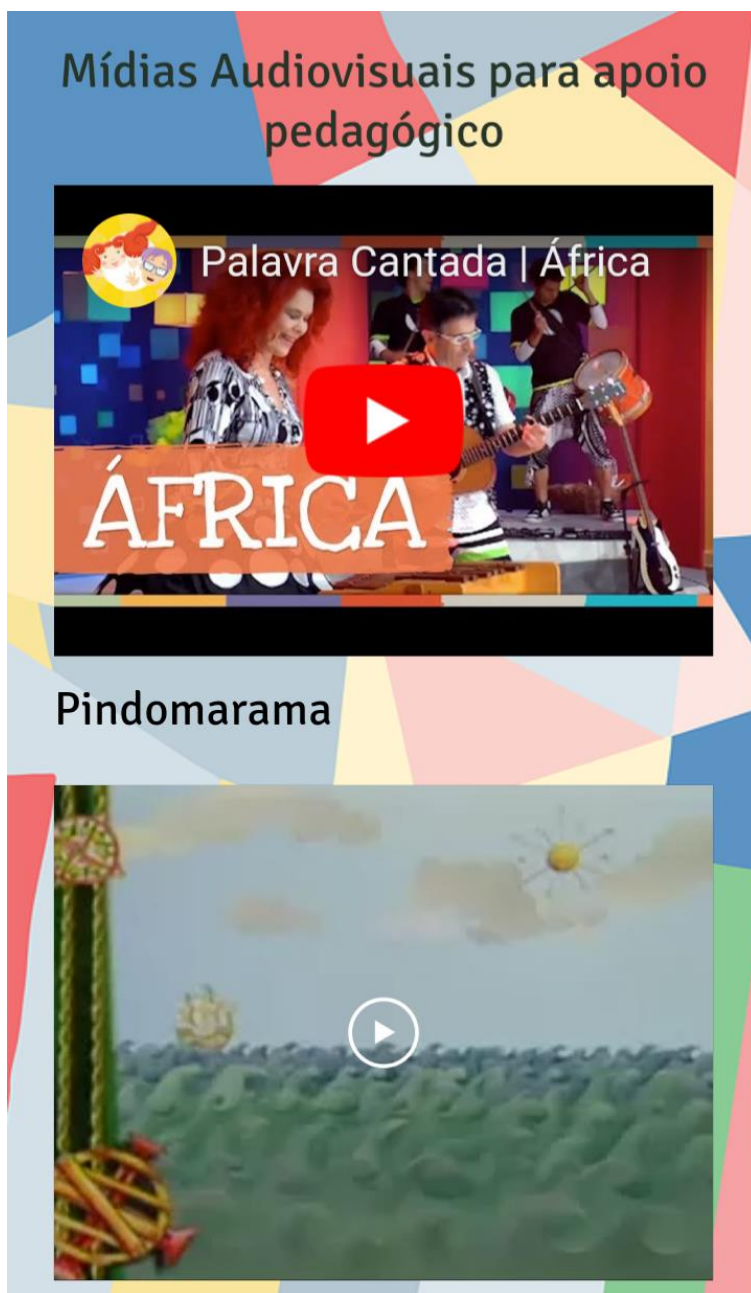 Mídias Audiovisuais para apoio
pedagógico
Palavra Cantada | África
ÁFRICA
Pindomarama